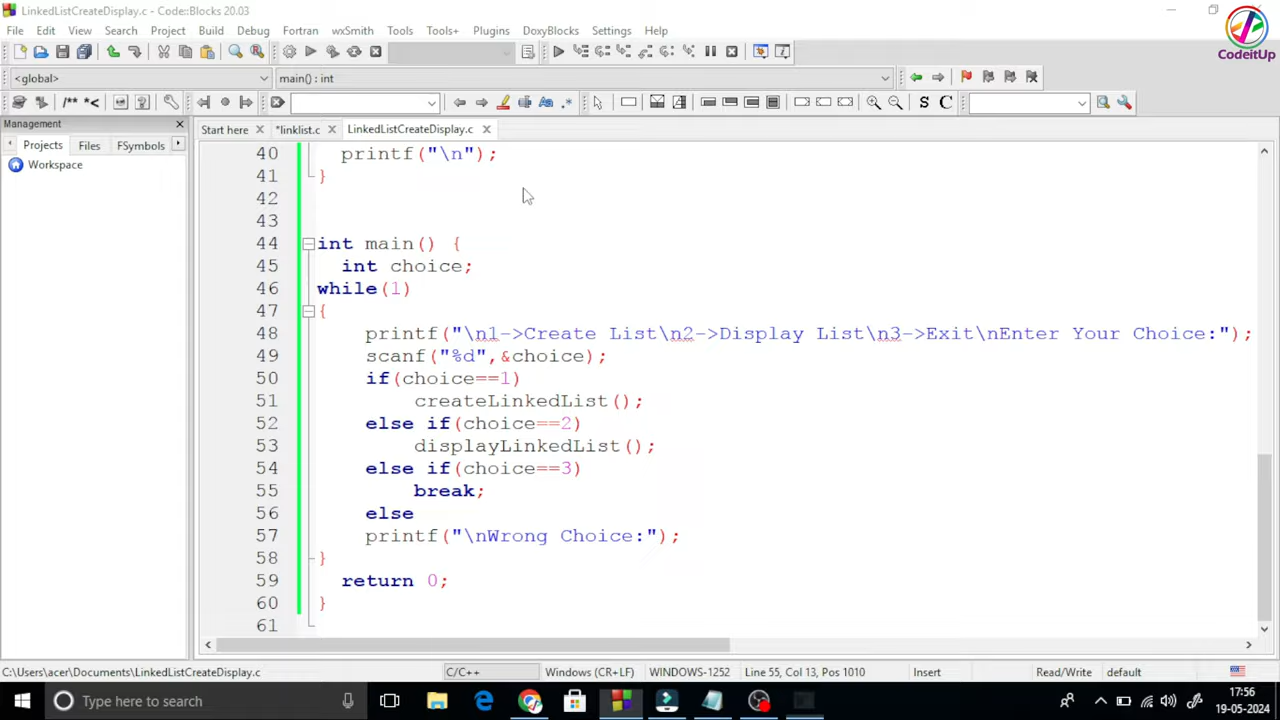 LinkedListCreateDisplay.c - Code::Blocks 20.03
CodeitUp
File Edit View Search Project Build Debug Fortran wxSmith Tools Tools+ Plugins DoxyBlocks Settings Help
<global> main() : int
/** *< S C
Management
Projects Files FSymbols
Workspace
Start here *linklist.c LinkedListCreateDisplay.c
40 printf("\n");
41 }
42
43
44 int main() {
45 int choice;
46 while(1)
47 {
48 printf("\n1->Create List\n2->Display List\n3->Exit\nEnter Your Choice:");
49 scanf("%d",&choice);
50 if(choice==1)
51 createLinkedList();
52 else if(choice==2)
53 displayLinkedList();
54 else if(choice==3)
55 break;
56 else
57 printf("\nWrong Choice:");
58 }
59 return 0;
60 }
61
C:\Users\acer\Documents\LinkedListCreateDisplay.c C/C++ Windows (CR+LF) WINDOWS-1252 Line 55, Col 13, Pos 1010 Insert Read/Write default
Type here to search
17:56
19-05-2024